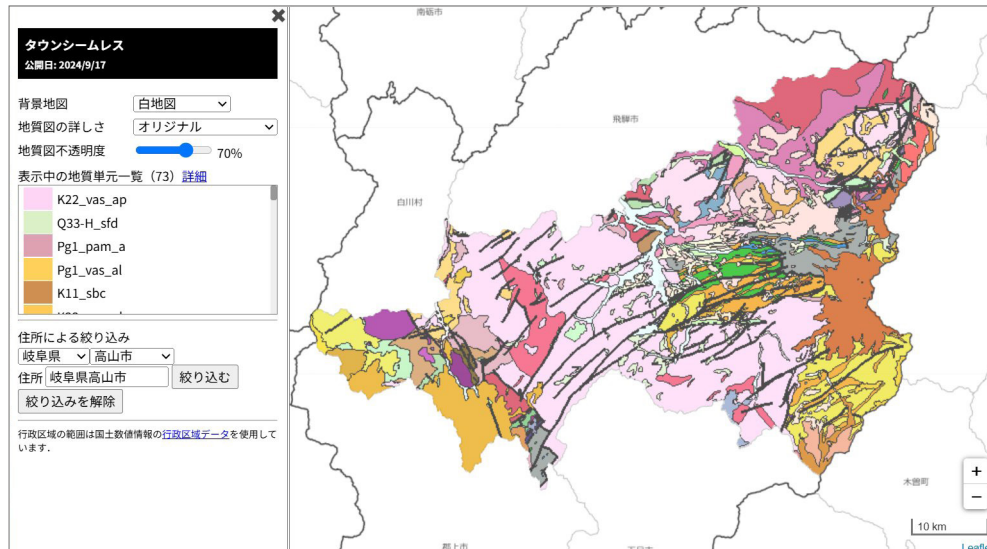 タウンシームレス
公開日: 2024/9/17
背景地図 白地図
地質図の詳しさ オリジナル
地質図不透明度 70%
表示中の地質単元一覧（73）詳細
K22_vas_ap
Q33-H_sfd
Pg1_pam_a
Pg1_vas_al
K11_sbc
住所による絞り込み
岐阜県 高山市
住所 岐阜県高山市 絞り込む
絞り込みを解除
行政区域の範囲は国土数値情報の行政区域データを使用して
います.
南砺市
飛騨市
白川村
木曽町
郡上市
+
−
10 km
Leafle